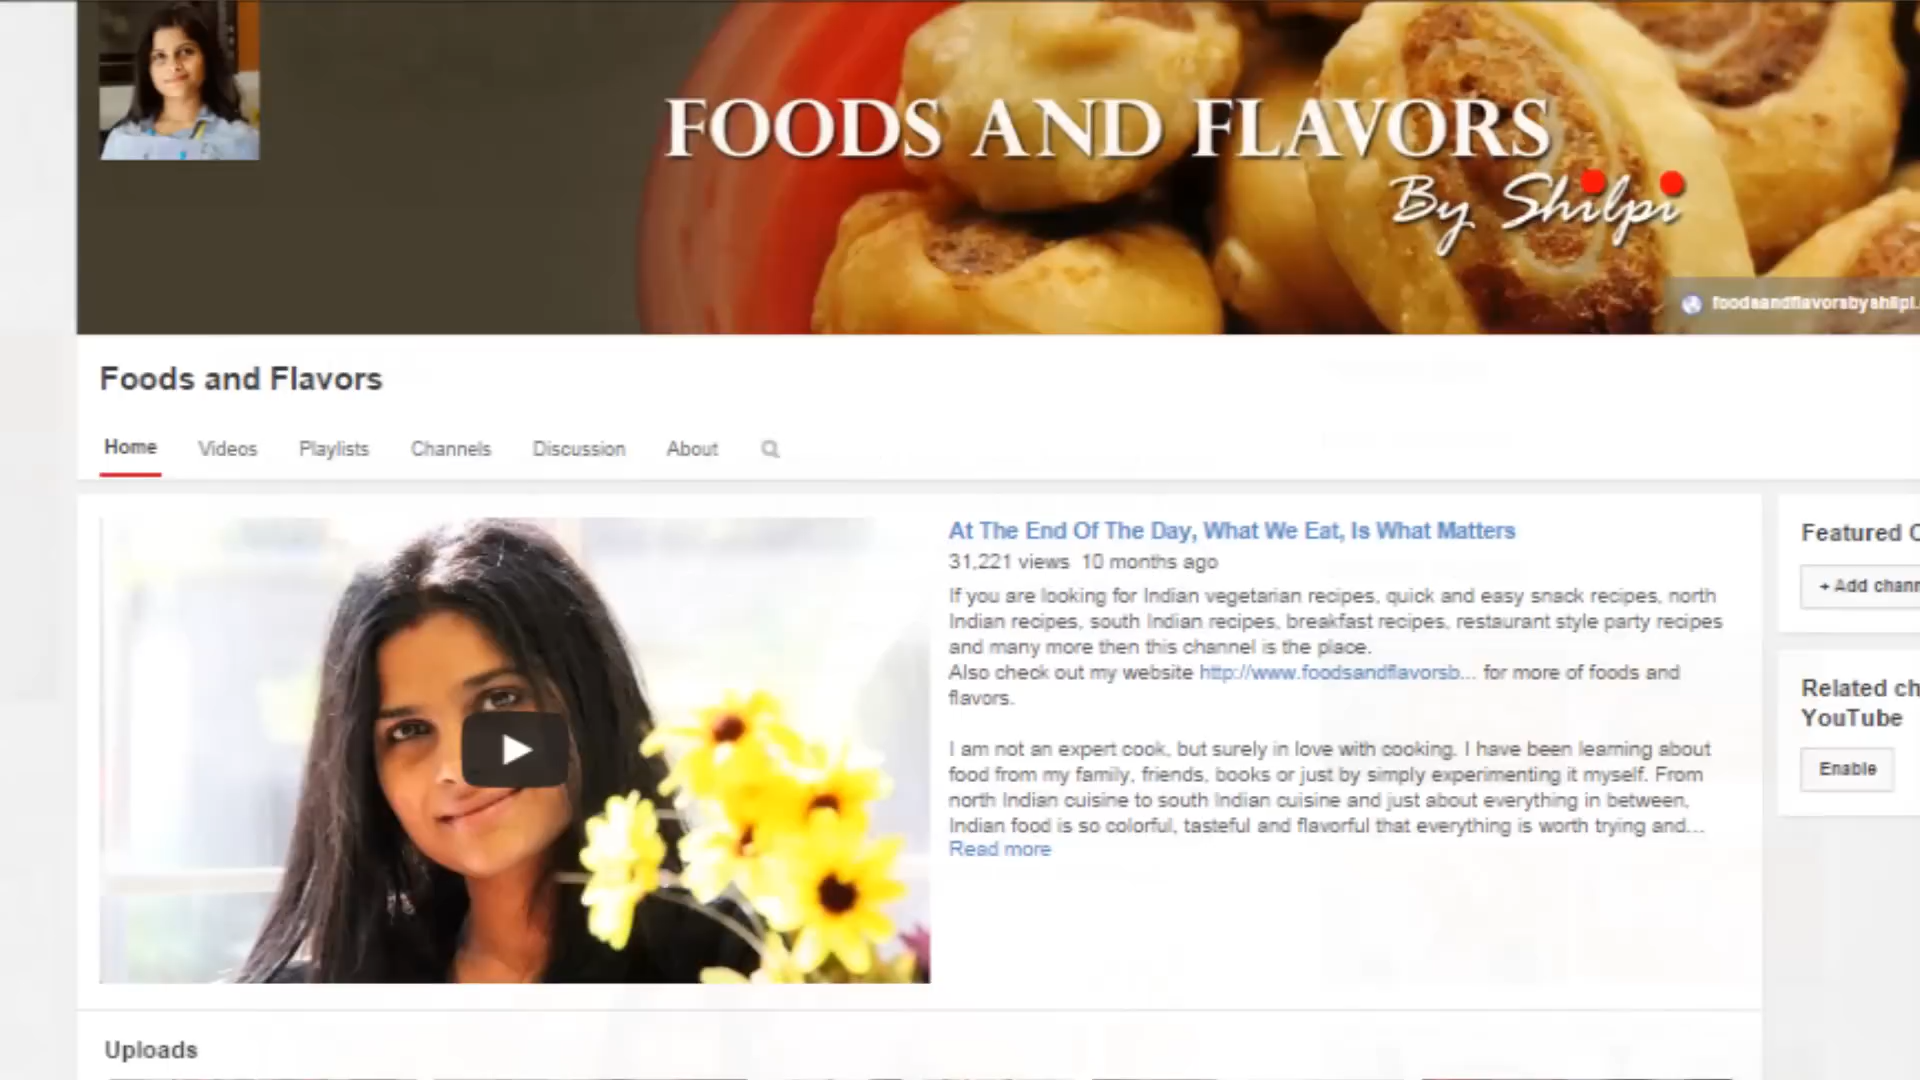 FOODS AND FLAVORS
By Shilpi
foodsandflavorsbyshilpi.
Foods and Flavors
Home Videos Playlists Channels Discussion About
At The End Of The Day, What We Eat, Is What Matters
31,221 views 10 months ago
If you are looking for Indian vegetarian recipes, quick and easy snack recipes, north
Indian recipes, south Indian recipes, breakfast recipes, restaurant style party recipes
and many more then this channel is the place.
Also check out my website http://www.foodsandflavorsb... for more of foods and
flavors.
I am not an expert cook, but surely in love with cooking. I have been learning about
food from my family, friends, books or just by simply experimenting it myself. From
north Indian cuisine to south Indian cuisine and just about everything in between,
Indian food is so colorful, tasteful and flavorful that everything is worth trying and...
Read more
Featured C
+ Add chann
Related ch
YouTube
Enable
Uploads